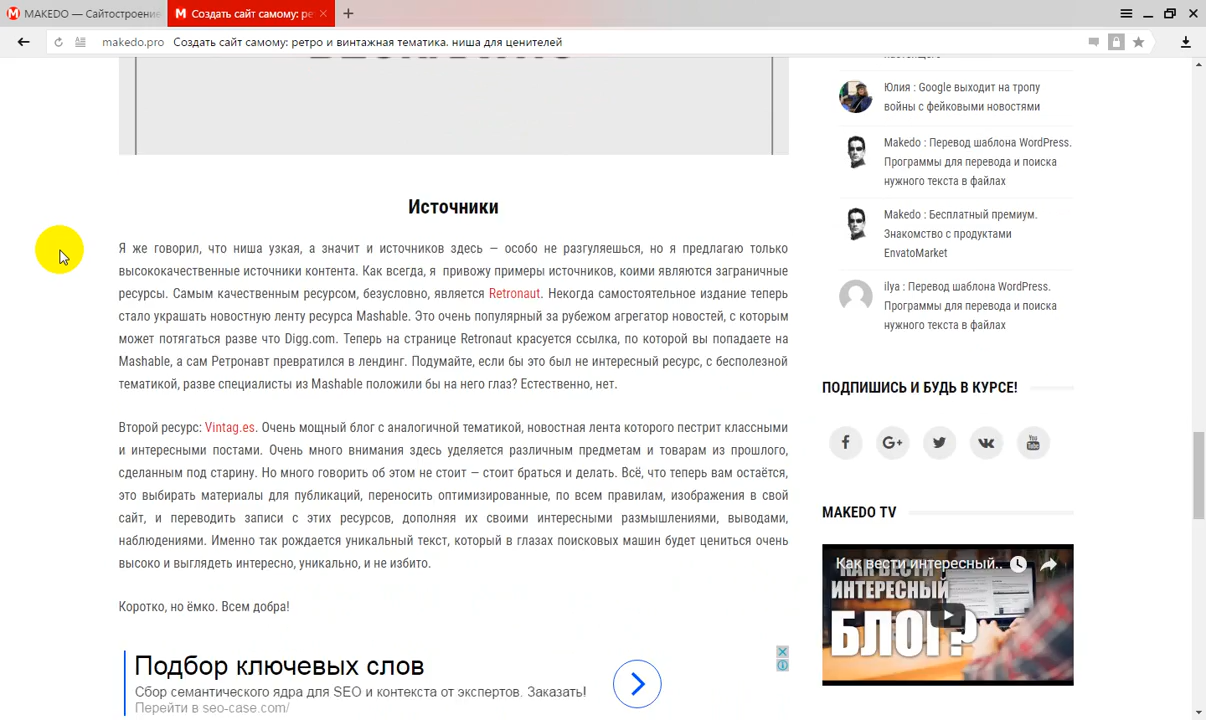 MAKEDO — Сайтостроение
Создать сайт самому: ре
makedo.pro Создать сайт самому: ретро и винтажная тематика. ниша для ценителей
Источники
Я же говорил, что ниша узкая, а значит и источников здесь — особо не разгуляешься, но я предлагаю только
высококачественные источники контента. Как всегда, я привожу примеры источников, коими являются заграничные
ресурсы. Самым качественным ресурсом, безусловно, является Retronaut. Некогда самостоятельное издание теперь
стало украшать новостную ленту ресурса Mashable. Это очень популярный за рубежом агрегатор новостей, с которым
может потягаться разве что Digg.com. Теперь на странице Retronaut красуется ссылка, по которой вы попадаете на
Mashable, а сам Ретронавт превратился в лендинг. Подумайте, если бы это был не интересный ресурс, с бесполезной
тематикой, разве специалисты из Mashable положили бы на него глаз? Естественно, нет.
Второй ресурс: Vintag.es. Очень мощный блог с аналогичной тематикой, новостная лента которого пестрит классными
и интересными постами. Очень много внимания здесь уделяется различным предметам и товарам из прошлого,
сделанным под старину. Но много говорить об этом не стоит — стоит браться и делать. Всё, что теперь вам остаётся,
это выбирать материалы для публикаций, переносить оптимизированные, по всем правилам, изображения в свой
сайт, и переводить записи с этих ресурсов, дополняя их своими интересными размышлениями, выводами,
наблюдениями. Именно так рождается уникальный текст, который в глазах поисковых машин будет цениться очень
высоко и выглядеть интересно, уникально, и не избито.
Коротко, но ёмко. Всем добра!
Подбор ключевых слов
Сбор семантического ядра для SEO и контекста от экспертов. Заказать!
Перейти в seo-case.com/
Юлия : Google выходит на тропу
войны с фейковыми новостями
Makedo : Перевод шаблона WordPress.
Программы для перевода и поиска
нужного текста в файлах
Makedo : Бесплатный премиум.
Знакомство с продуктами
EnvatoMarket
ilya : Перевод шаблона WordPress.
Программы для перевода и поиска
нужного текста в файлах
ПОДПИШИСЬ И БУДЬ В КУРСЕ!
MAKEDO TV
Как вести интересный..
КАК ВЕСТИ
ИНТЕРЕСНЫЙ
БЛОГ?